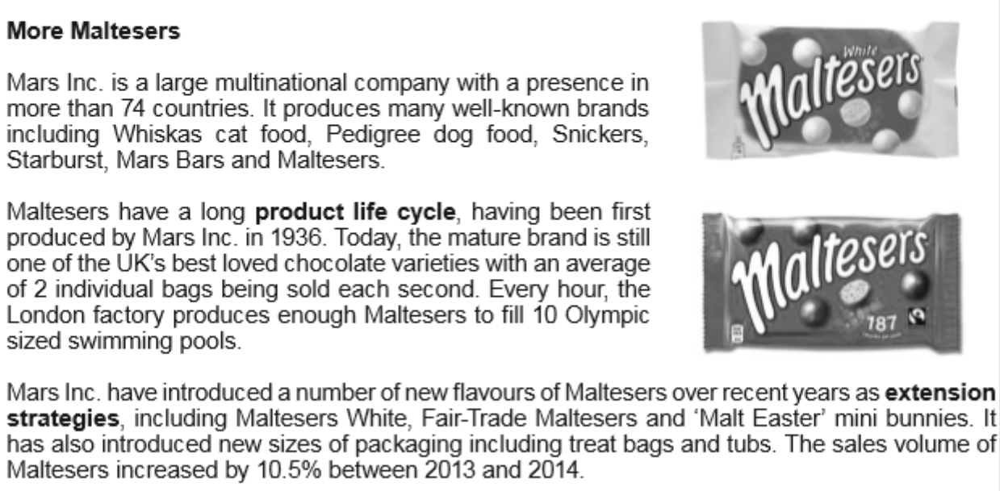 More Maltesers
White
Maltesers
Mars Inc. is a large multinational company with a presence in
more than 74 countries. It produces many well-known brands
including Whiskas cat food, Pedigree dog food, Snickers,
Starburst, Mars Bars and Maltesers.
Maltesers have a long product life cycle, having been first
produced by Mars Inc. in 1936. Today, the mature brand is still
one of the UK's best loved chocolate varieties with an average
of 2 individual bags being sold each second. Every hour, the
London factory produces enough Maltesers to fill 10 Olympic
sized swimming pools.
Maltesers
187
Mars Inc. have introduced a number of new flavours of Maltesers over recent years as extension
strategies, including Maltesers White, Fair-Trade Maltesers and ‘Malt Easter’ mini bunnies. It
has also introduced new sizes of packaging including treat bags and tubs. The sales volume of
Maltesers increased by 10.5% between 2013 and 2014.